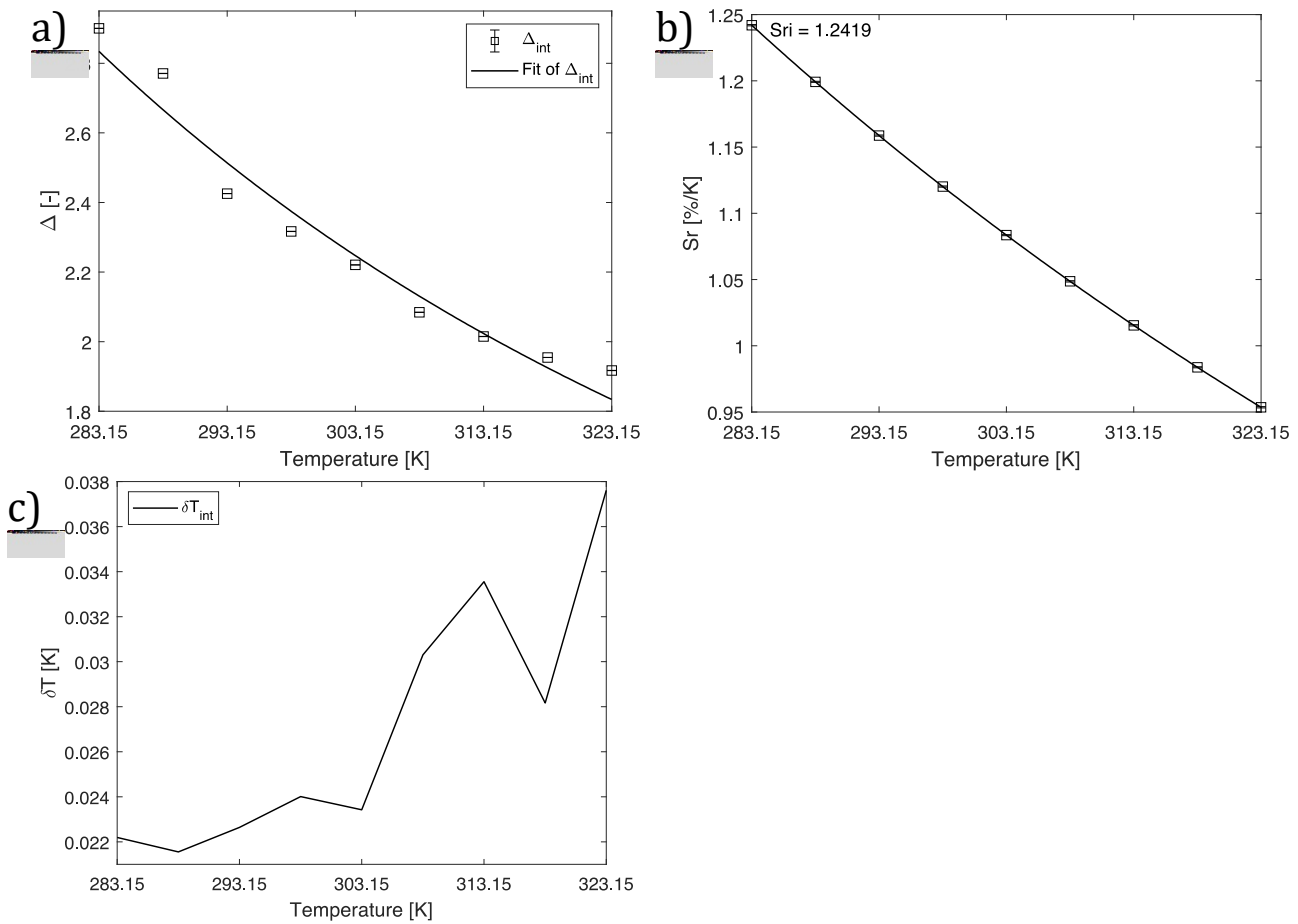 a)
Δint
Fit of Δint
2.6
2.4
2.2
2
1.8
Δ [-]
283.15 293.15 303.15 313.15 323.15
Temperature [K]
b)
Sri = 1.2419
1.25
1.2
1.15
1.1
1.05
1
0.95
Sr [%/K]
283.15 293.15 303.15 313.15 323.15
Temperature [K]
c)
δTint
0.038
0.036
0.034
0.032
0.03
0.028
0.026
0.024
0.022
δT [K]
283.15 293.15 303.15 313.15 323.15
Temperature [K]